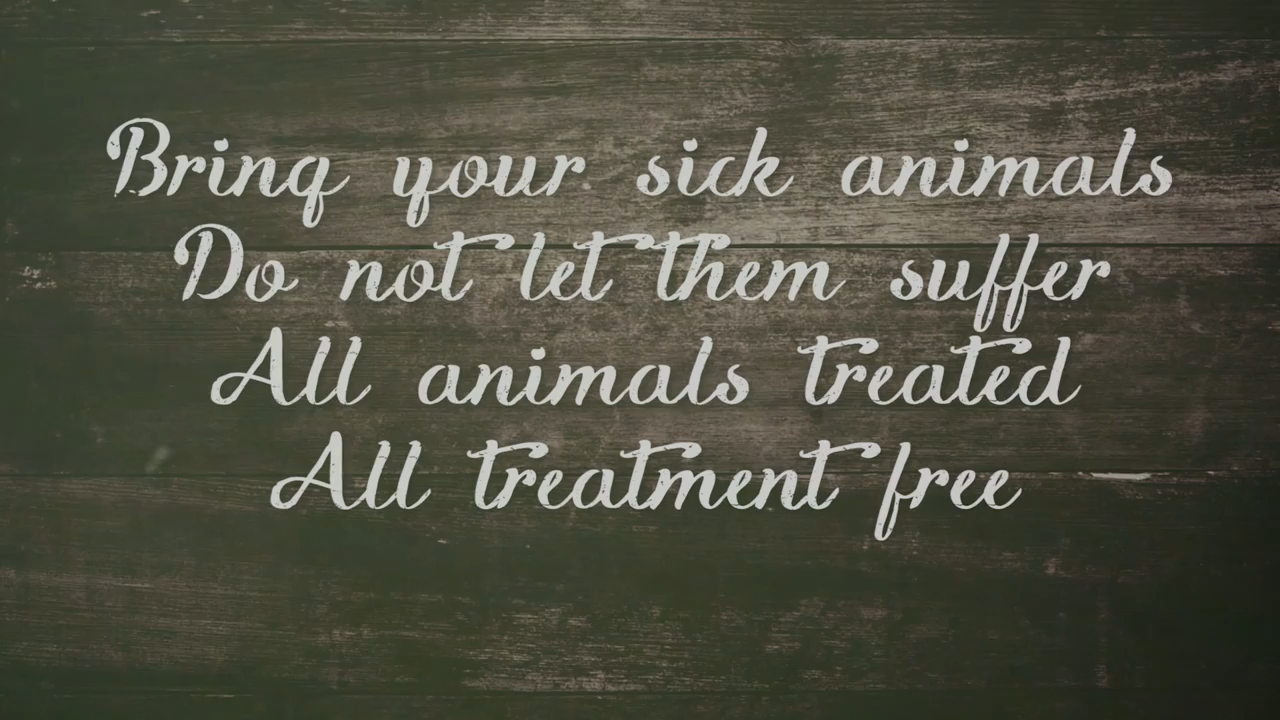 Bring your sick animals
Do not let them suffer
All animals treated
All treatment free